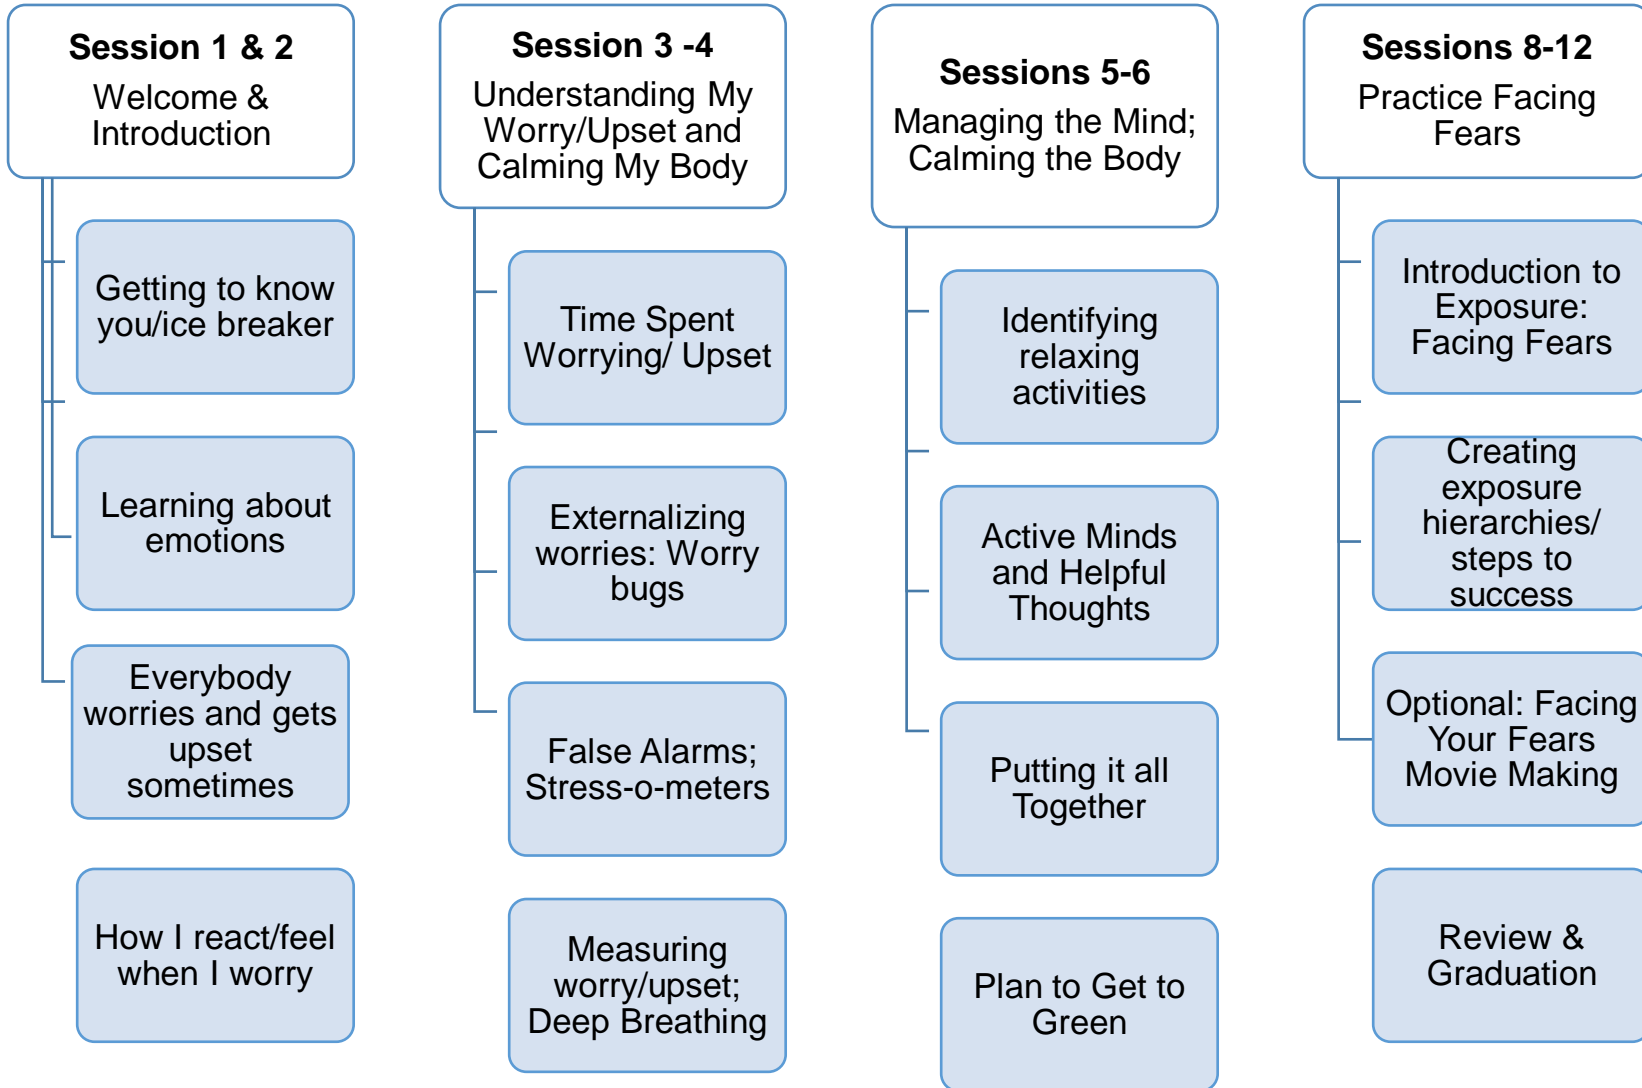 Session 1 & 2
Welcome &
Introduction
Getting to know
you/ice breaker
Learning about
emotions
Everybody
worries and gets
upset
sometimes
How I react/feel
when I worry
Session 3 -4
Understanding My
Worry/Upset and
Calming My Body
Time Spent
Worrying/ Upset
Externalizing
worries: Worry
bugs
False Alarms;
Stress-o-meters
Measuring
worry/upset;
Deep Breathing
Sessions 5-6
Managing the Mind;
Calming the Body
Identifying
relaxing
activities
Active Minds
and Helpful
Thoughts
Putting it all
Together
Plan to Get to
Green
Sessions 8-12
Practice Facing
Fears
Introduction to
Exposure:
Facing Fears
Creating
exposure
hierarchies/
steps to
success
Optional: Facing
Your Fears
Movie Making
Review &
Graduation